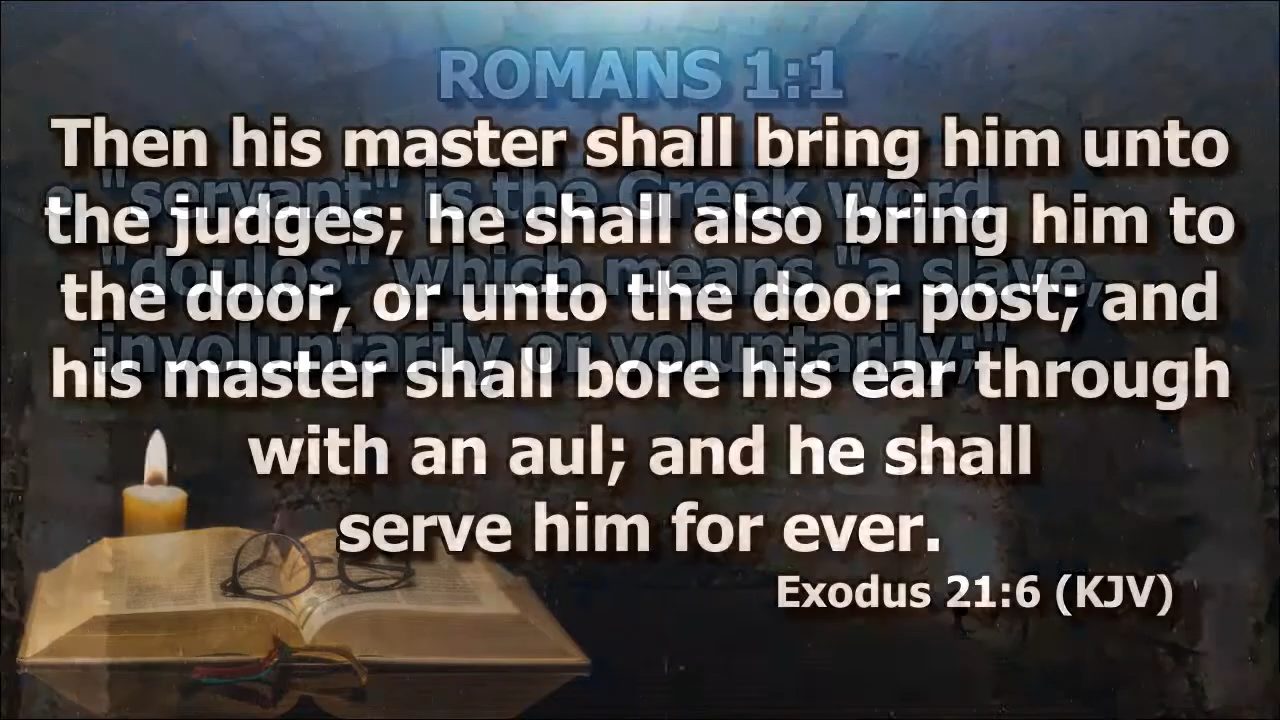 ROMANS 1:1
Then his master shall bring him unto
"servant" is the Greek word
the judges; he shall also bring him to
"doulos" which means "a slave,
the door, or unto the door post; and
involuntarily or voluntarily;"
his master shall bore his ear through
with an aul; and he shall
serve him for ever.
Exodus 21:6 (KJV)